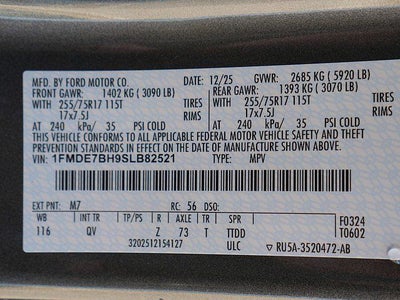 MFD. BY FORD MOTOR CO. 12/25 GVWR: 2685 KG ( 5920 LB)
FRONT GAWR: 1402 KG ( 3090 LB) REAR GAWR: 1393 KG ( 3070 LB)
WITH 255/75R17 115T TIRES WITH 255/75R17 115T TIRES
17x7.5J RIMS 17x7.5J RIMS
AT 240 kPa/ 35 PSI COLD AT 240 kPa/ 35 PSI COLD
THIS VEHICLE CONFORMS TO ALL APPLICABLE FEDERAL MOTOR VEHICLE SAFETY AND THEFT
PREVENTION STANDARDS IN EFFECT ON THE DATE OF MANUFACTURE SHOWN ABOVE.
VIN: 1FMDE7BH9SLB82521 TYPE: MPV
EXT PNT: M7 RC: 56 DSO: F0324
WB INT TR TP/PS R AXLE TR SPR T0602
116 QV Z 73 T TTDD
3202512154127 ULC RU5A-3520472-AB